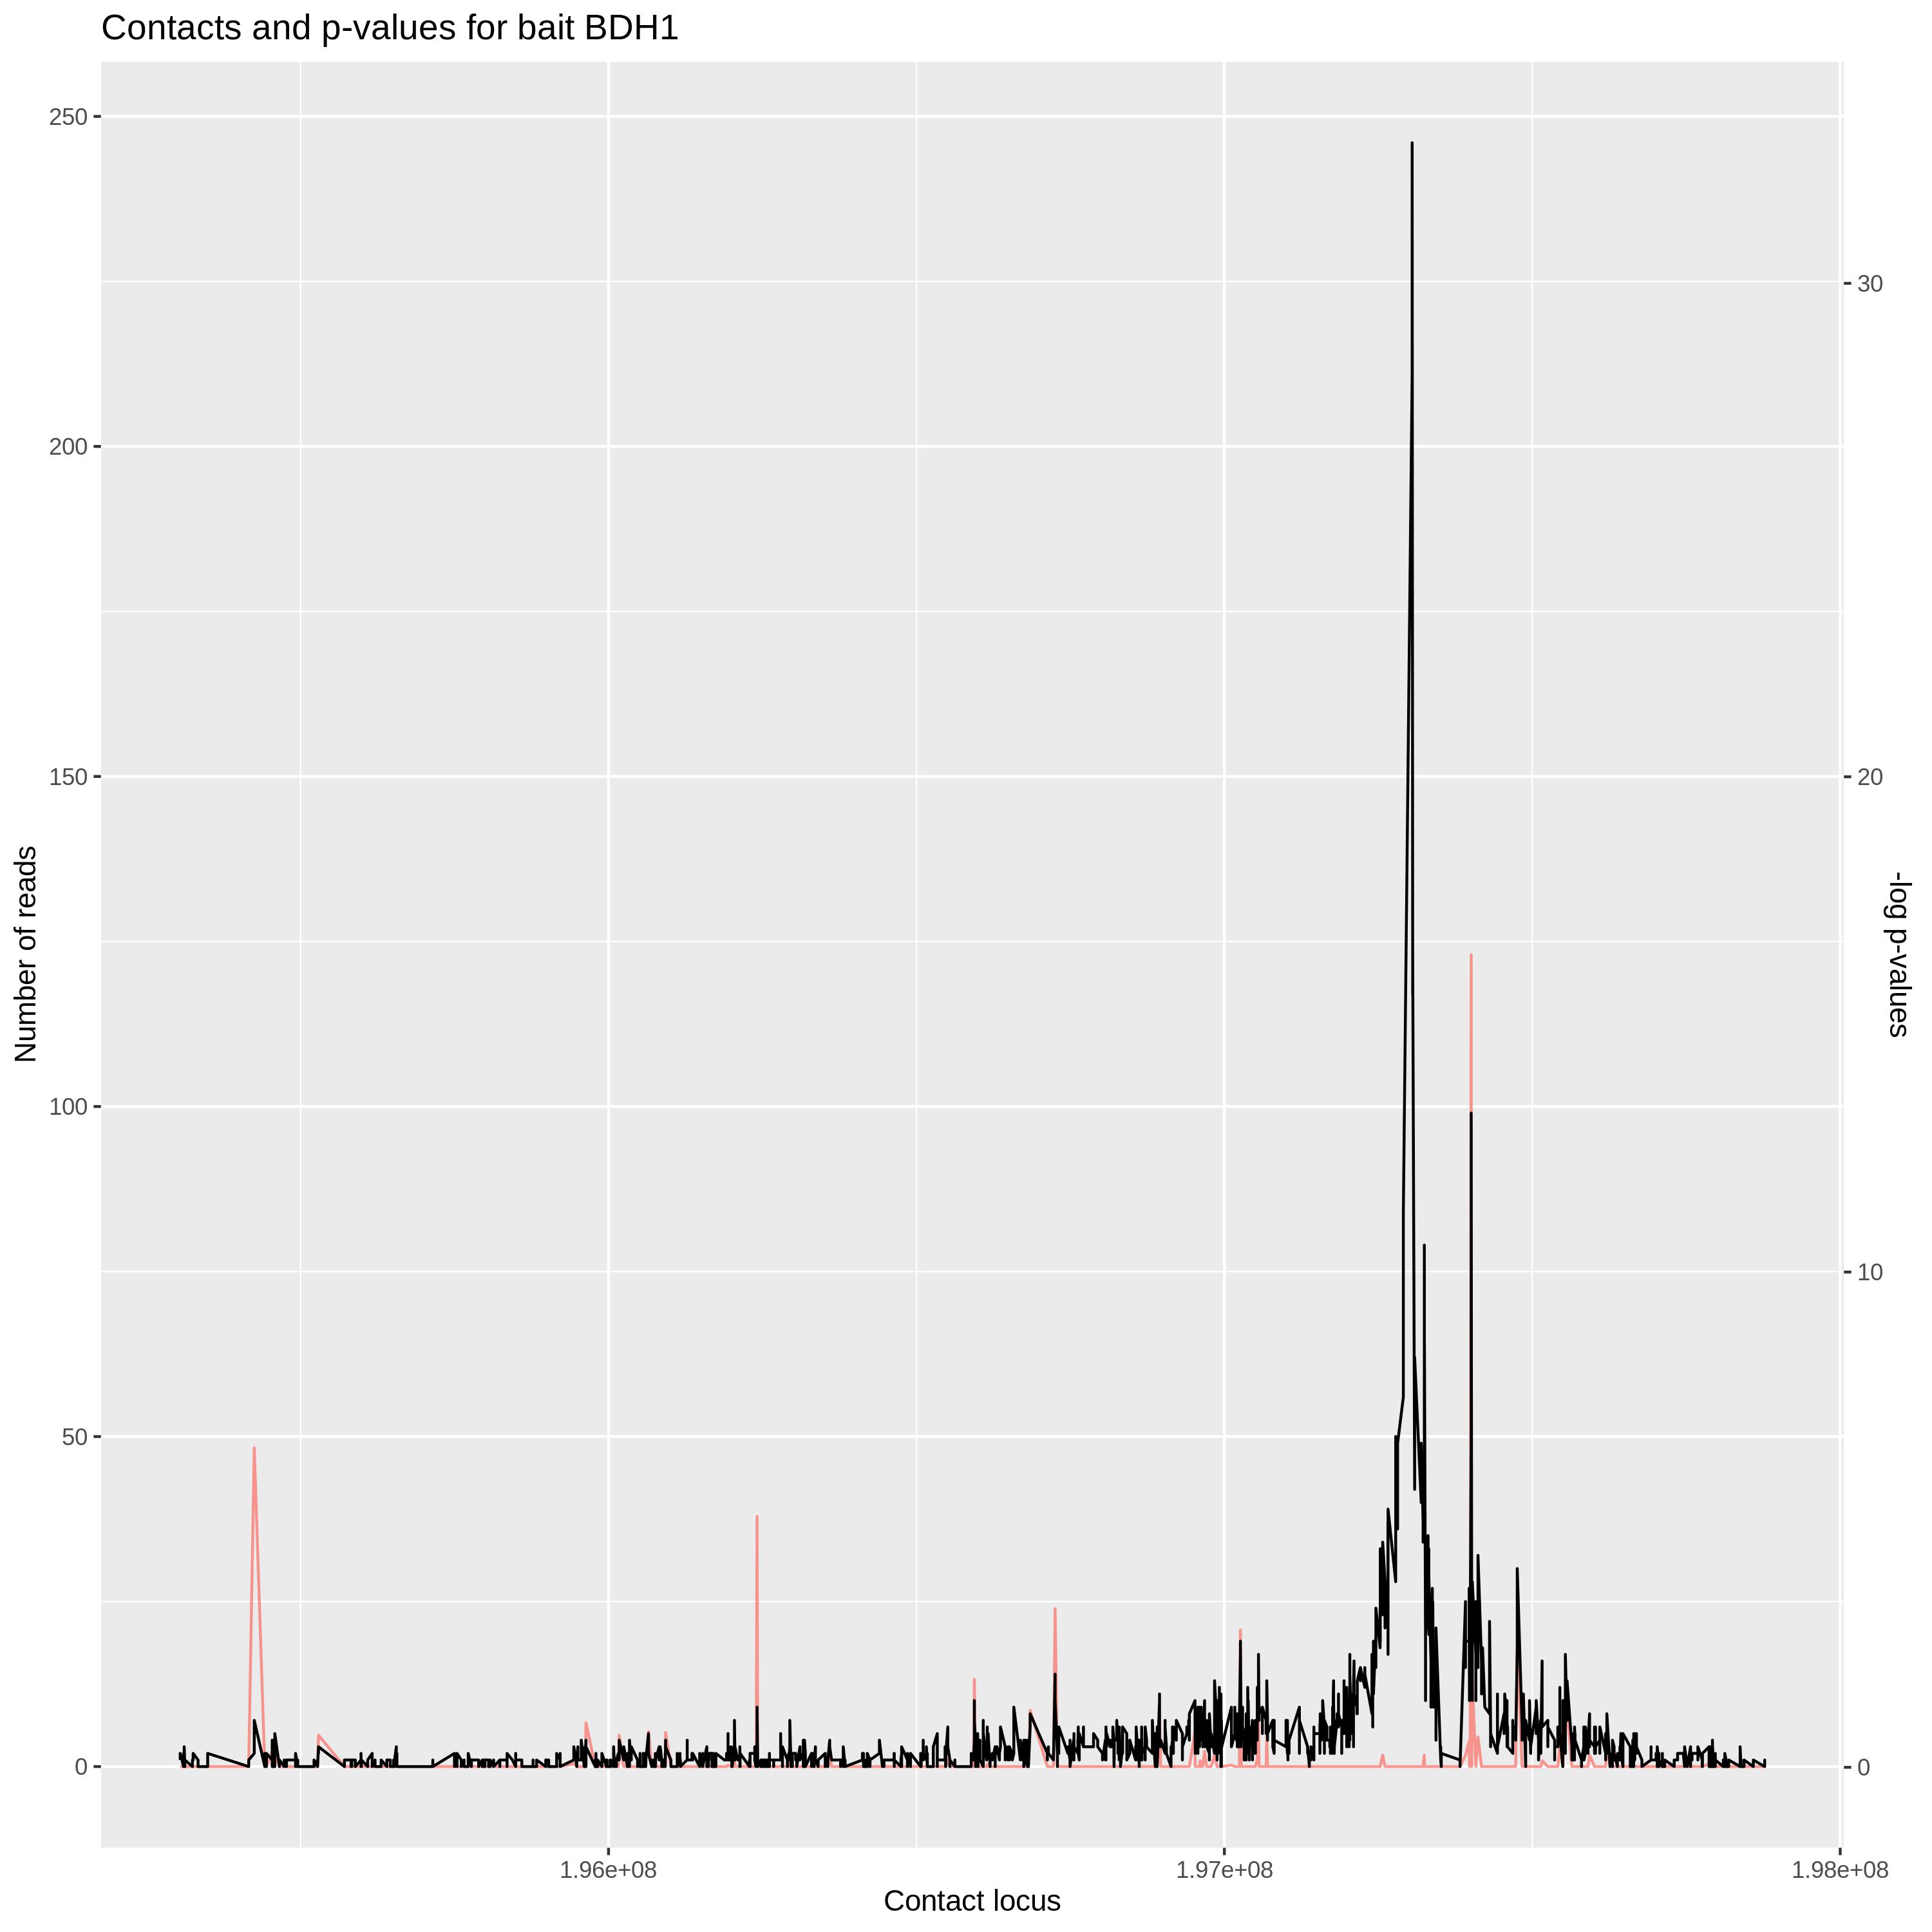 Contacts and p-values for bait BDH1
250
200
150
100
50
0
Number of reads
30
20
10
0
-log p-values
1.96e+08
1.97e+08
1.98e+08
Contact locus